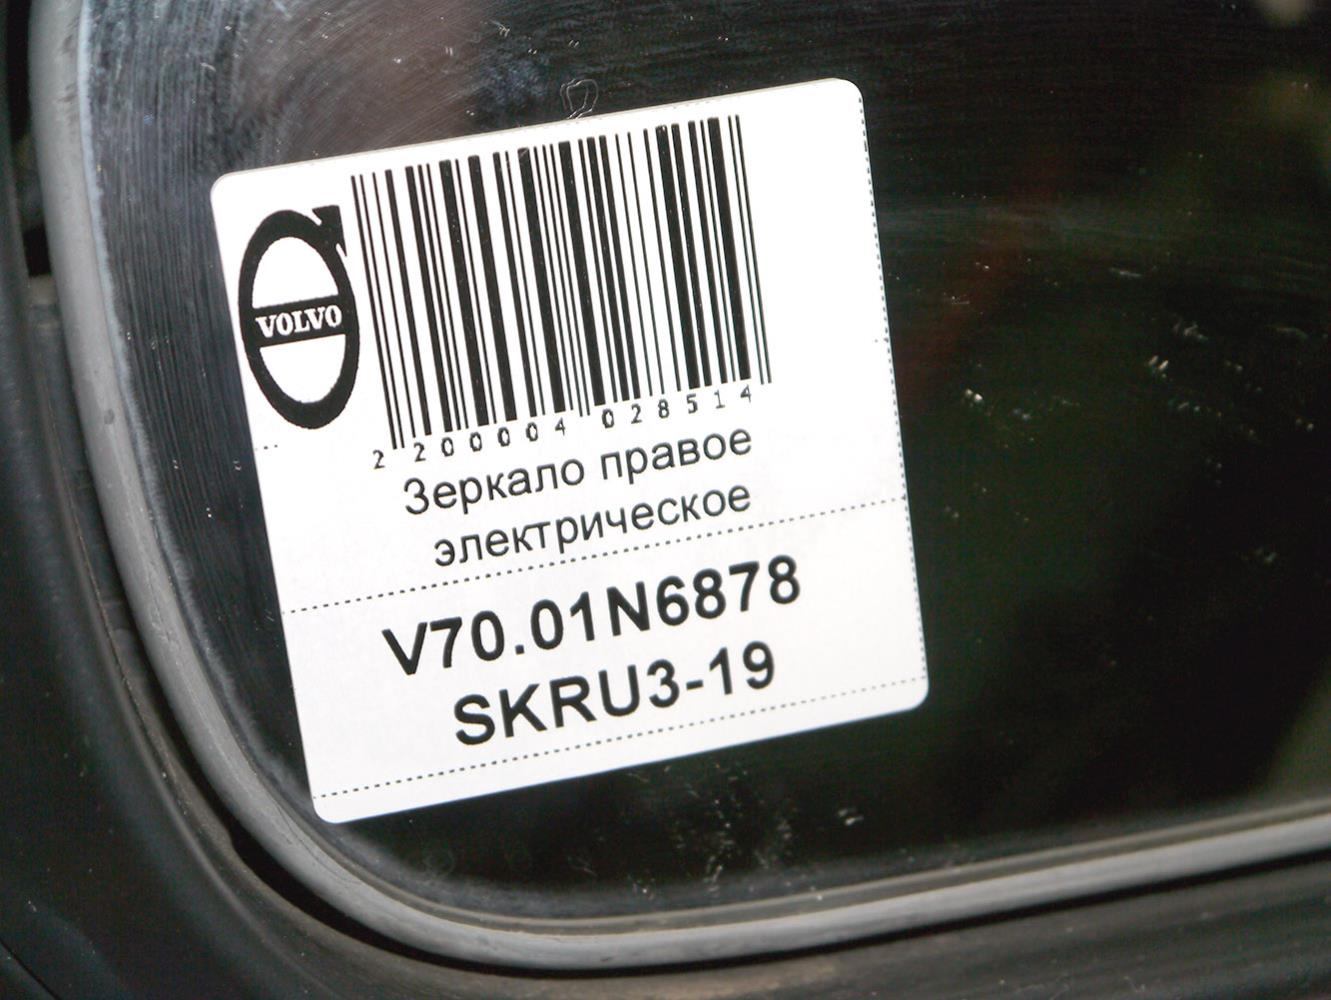 VOLVO
2 200004 028514
Зеркало правое
электрическое
V70.01N6878
SKRU3-19